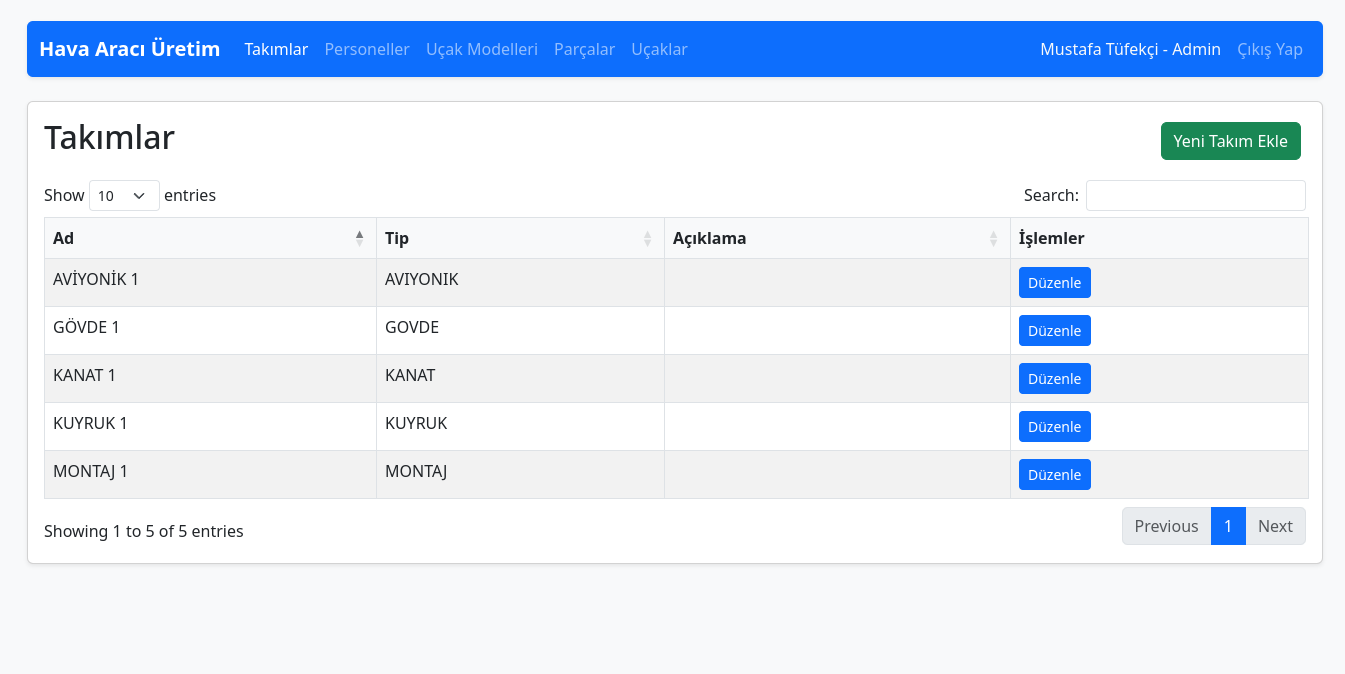 Hava Aracı Üretim Takımlar Personeller Uçak Modelleri Parçalar Uçaklar Mustafa Tüfekçi - Admin Çıkış Yap
Takımlar Yeni Takım Ekle
Show 10 entries Search:
Ad Tip Açıklama İşlemler
AVİYONİK 1 AVIYONIK Düzenle
GÖVDE 1 GOVDE Düzenle
KANAT 1 KANAT Düzenle
KUYRUK 1 KUYRUK Düzenle
MONTAJ 1 MONTAJ Düzenle
Showing 1 to 5 of 5 entries Previous 1 Next